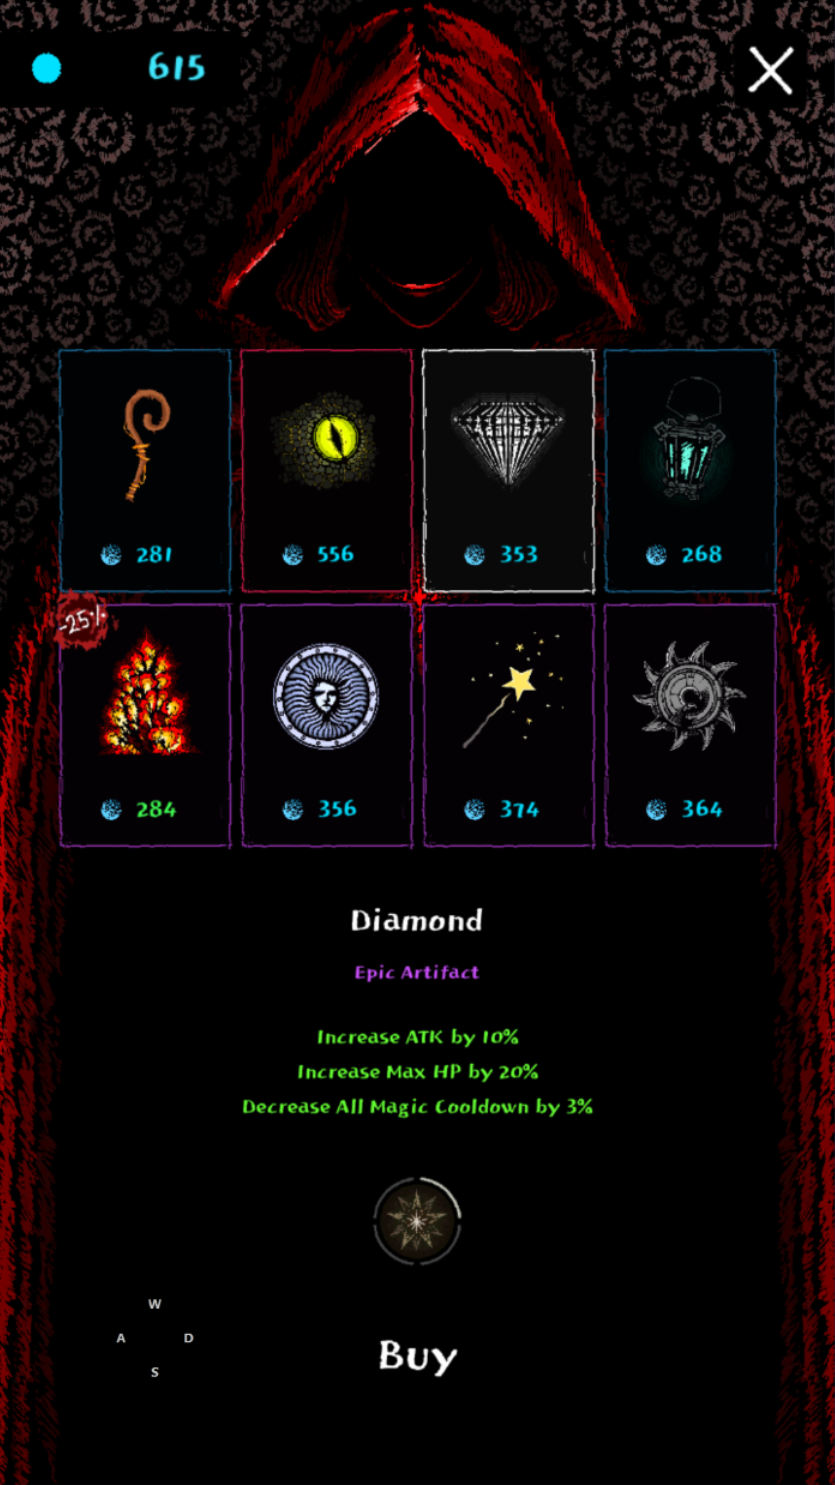 615
281
556
353
268
-25%
284
356
374
364
Diamond
Epic Artifact
Increase ATK by 10%
Increase Max HP by 20%
Decrease All Magic Cooldown by 3%
W
A D
S
Buy